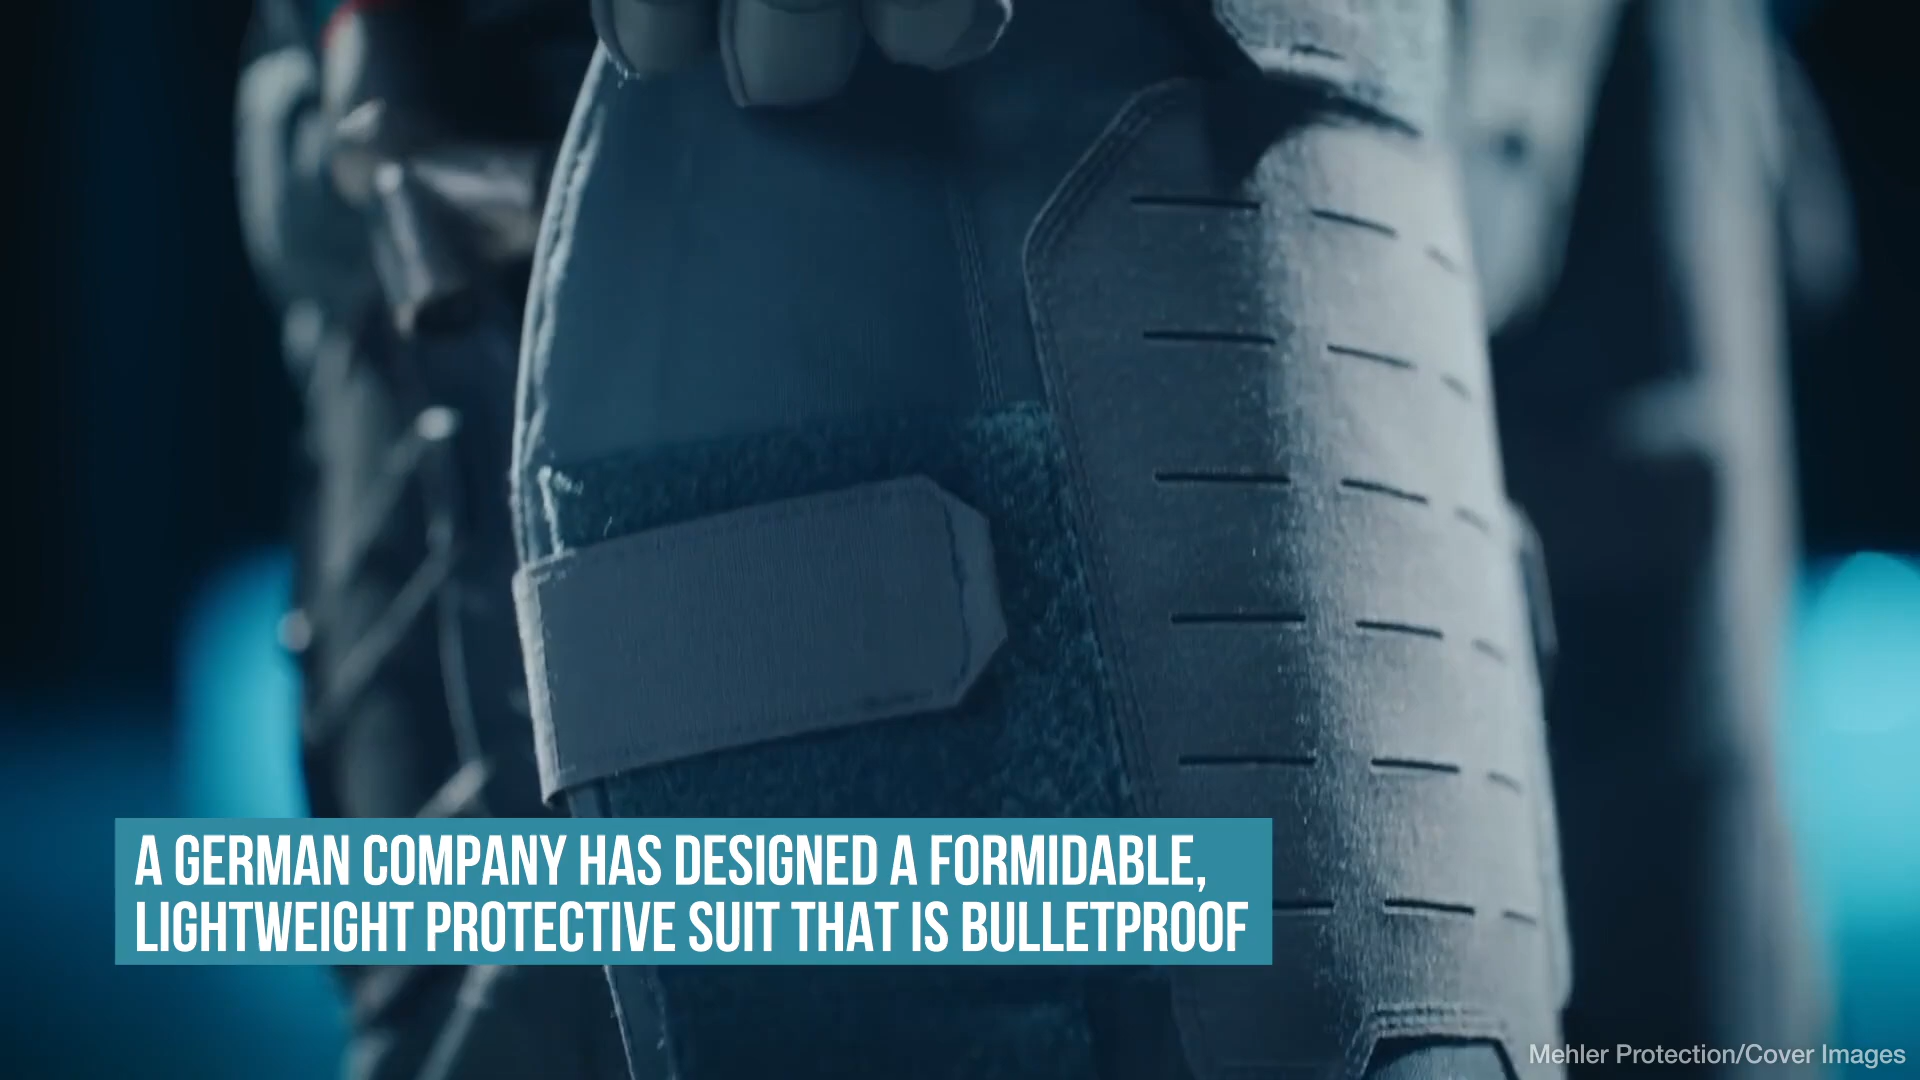 A GERMAN COMPANY HAS DESIGNED A FORMIDABLE,
LIGHTWEIGHT PROTECTIVE SUIT THAT IS BULLETPROOF
Mehler Protection/Cover Images